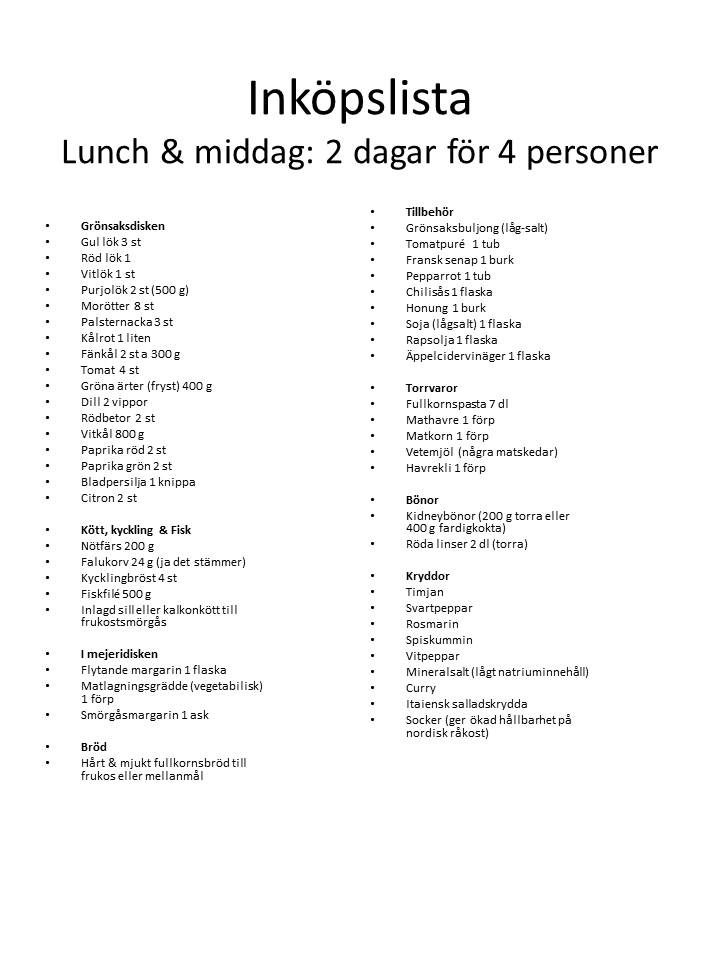 Inköpslista
Lunch & middag: 2 dagar för 4 personer
• Grönsaksdisken
• Gul lök 3 st
• Röd lök 1
• Vitlök 1 st
• Purjolök 2 st (500 g)
• Morötter 8 st
• Palsternacka 3 st
• Kålrot 1 liten
• Fänkål 2 st a 300 g
• Tomat 4 st
• Gröna ärter (fryst) 400 g
• Dill 2 vippor
• Rödbetor 2 st
• Vitkål 800 g
• Paprika röd 2 st
• Paprika grön 2 st
• Bladpersilja 1 knippa
• Citron 2 st
• Kött, kyckling & Fisk
• Nötfärs 200 g
• Falukorv 24 g (ja det stämmer)
• Kycklingbröst 4 st
• Fiskfilé 500 g
• Inlagd sill eller kalkonkött till
frukostsmörgås
• I mejeridisken
• Flytande margarin 1 flaska
• Matlagningsgrädde (vegetabilisk)
1 förp
• Smörgåsmargarin 1 ask
• Bröd
• Hårt & mjukt fullkornsbröd till
frukos eller mellanmål
• Tillbehör
• Grönsaksbuljong (låg-salt)
• Tomatpuré 1 tub
• Fransk senap 1 burk
• Pepparrot 1 tub
• Chilisås 1 flaska
• Honung 1 burk
• Soja (lågsalt) 1 flaska
• Rapsolja 1 flaska
• Äppelcidervinäger 1 flaska
• Torrvaror
• Fullkornspasta 7 dl
• Mathavre 1 förp
• Matkorn 1 förp
• Vetemjöl (några matskedar)
• Havrekli 1 förp
• Bönor
• Kidneybönor (200 g torra eller
400 g fardigkokta)
• Röda linser 2 dl (torra)
• Kryddor
• Timjan
• Svartpeppar
• Rosmarin
• Spiskummin
• Vitpeppar
• Mineralsalt (lågt natriuminnehåll)
• Curry
• Itaiensk salladskrydda
• Socker (ger ökad hållbarhet på
nordisk råkost)